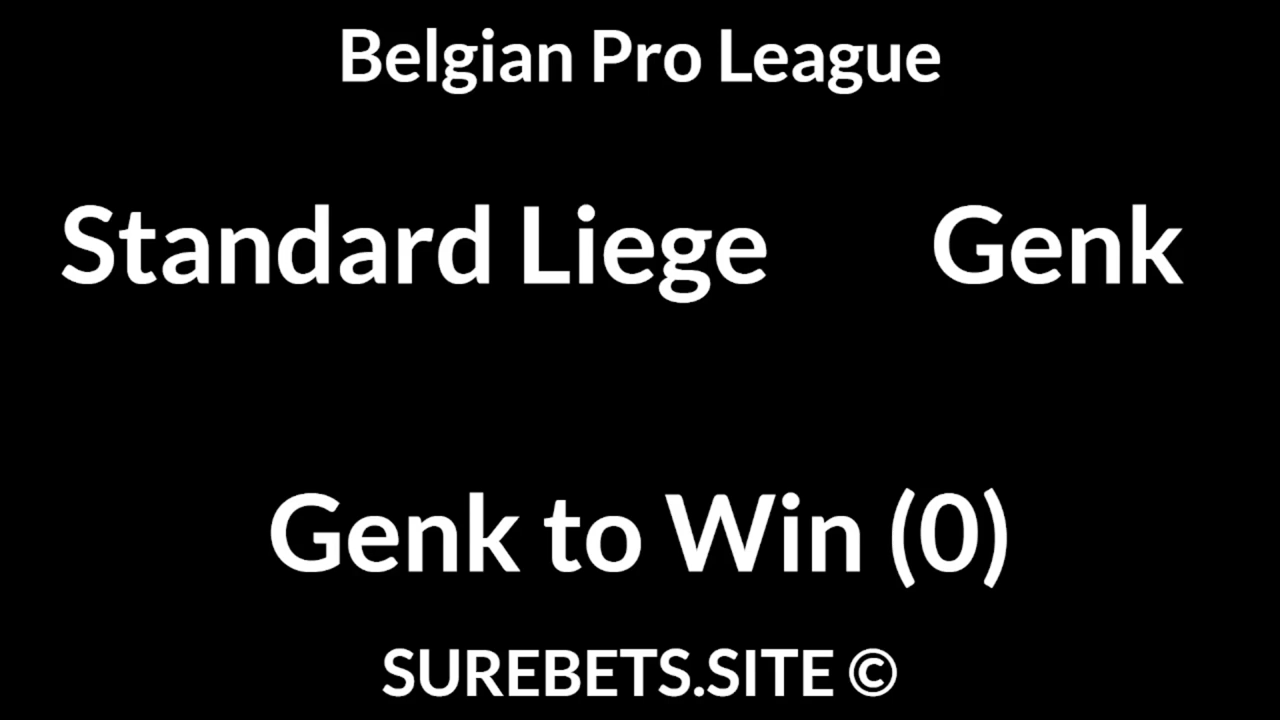 Belgian Pro League
Standard Liege Genk
Genk to Win (0)
SUREBETS.SITE ©